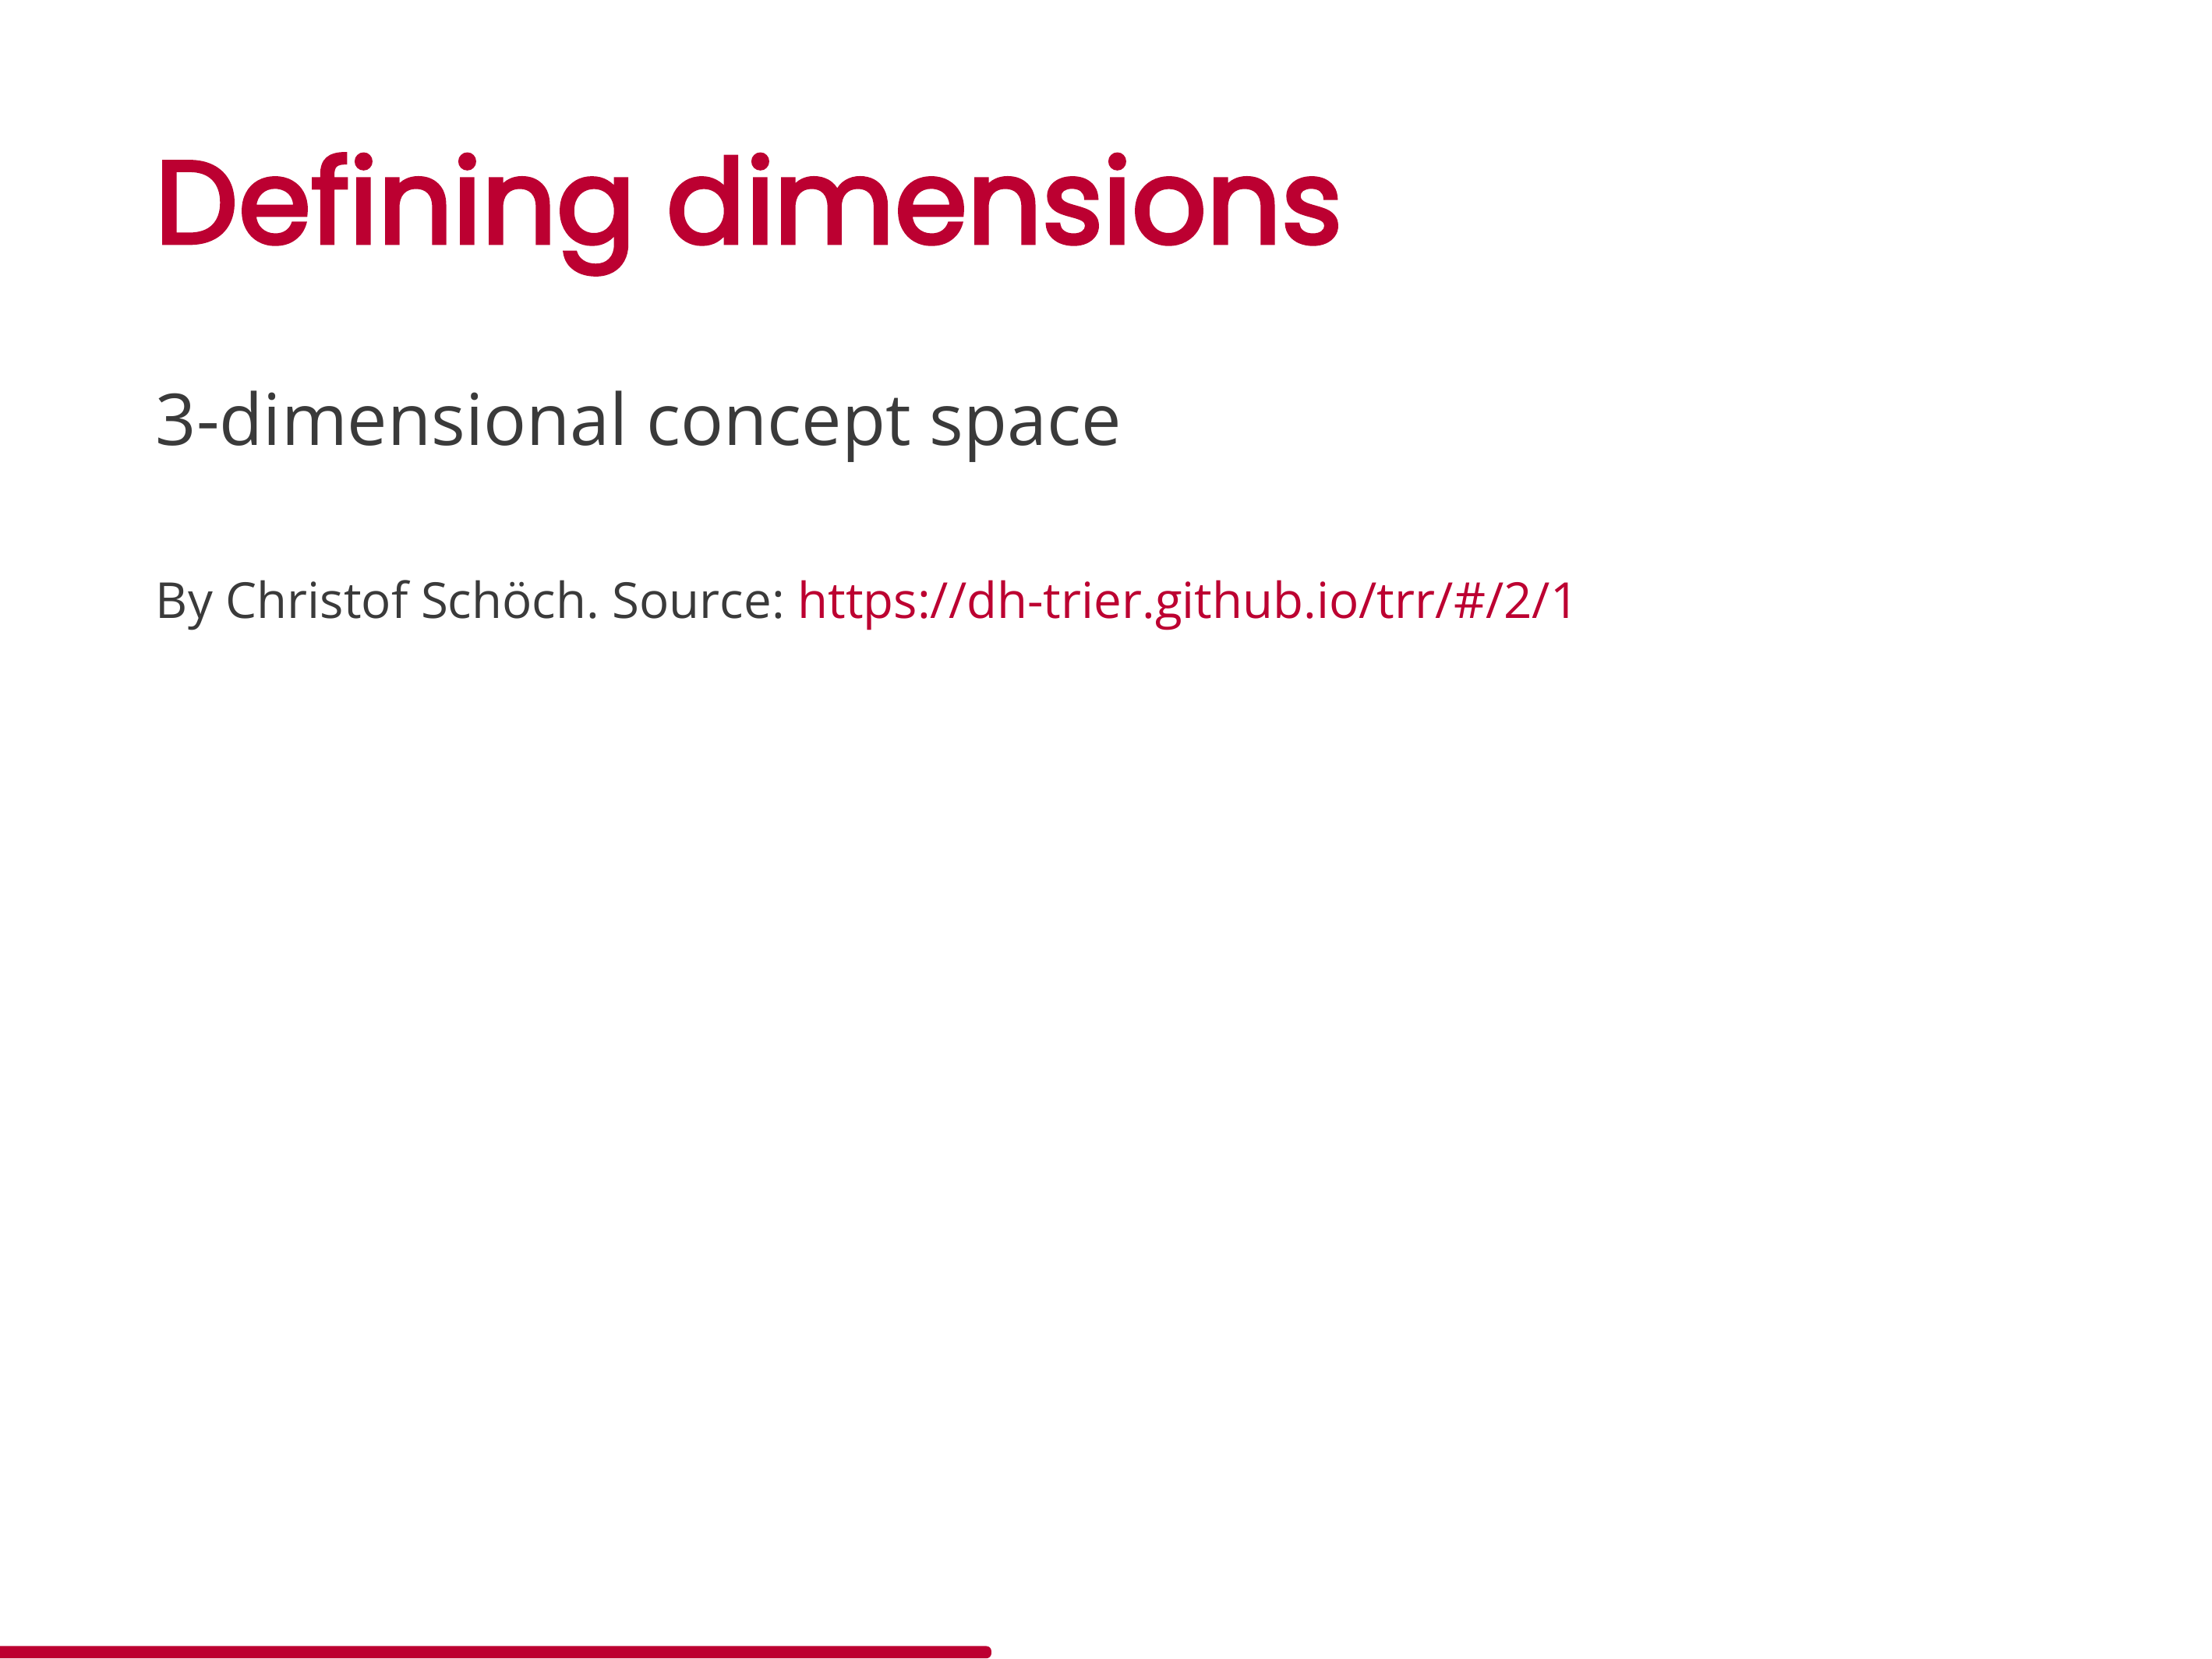 Defining dimensions
3-dimensional concept space
By Christof Schöch. Source: https://dh-trier.github.io/trr/#/2/1